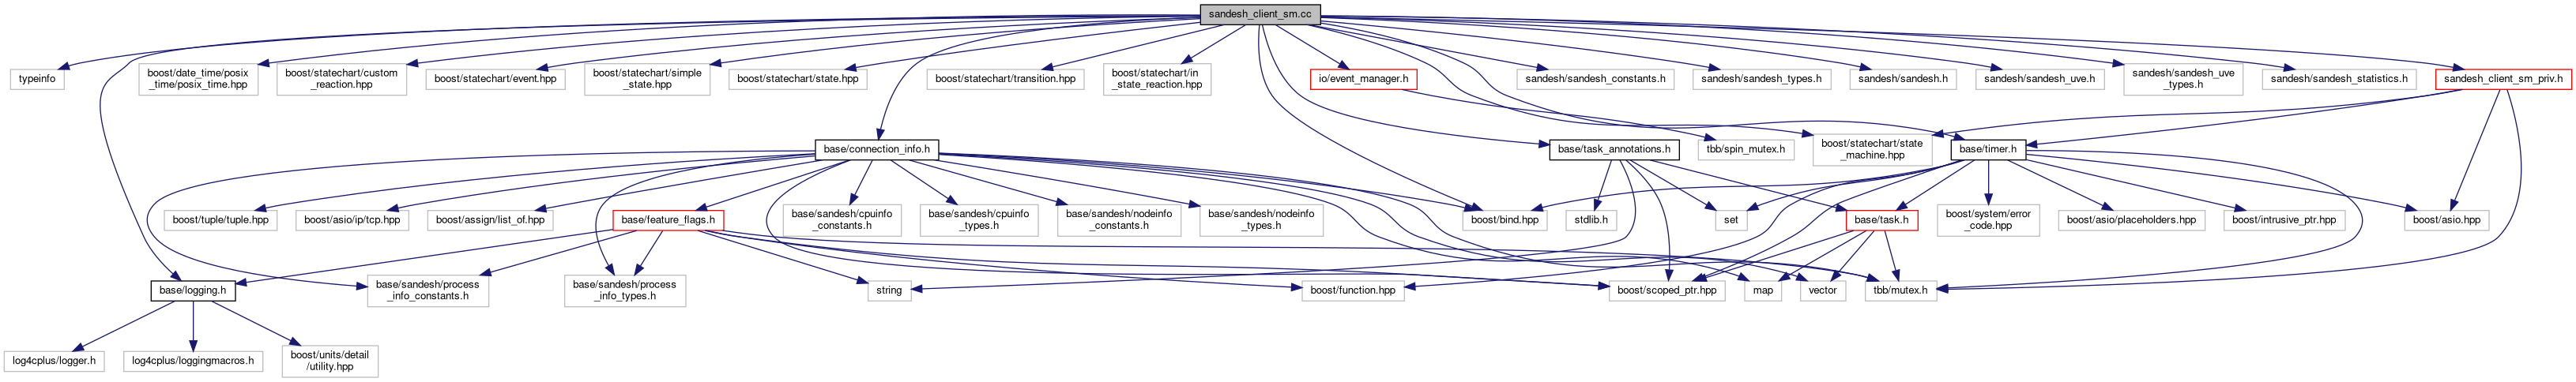 sandesh_client_sm.cc
typeinfo
boost/date_time/posix
_time/posix_time.hpp
boost/statechart/custom
_reaction.hpp
boost/statechart/event.hpp
boost/statechart/simple
_state.hpp
boost/statechart/state.hpp
boost/statechart/transition.hpp
boost/statechart/in
_state_reaction.hpp
io/event_manager.h
sandesh/sandesh_constants.h
sandesh/sandesh_types.h
sandesh/sandesh.h
sandesh/sandesh_uve.h
sandesh/sandesh_uve
_types.h
sandesh/sandesh_statistics.h
sandesh_client_sm_priv.h
base/connection_info.h
base/task_annotations.h
tbb/spin_mutex.h
boost/statechart/state
_machine.hpp
base/timer.h
boost/tuple/tuple.hpp
boost/asio/ip/tcp.hpp
boost/assign/list_of.hpp
base/feature_flags.h
base/sandesh/cpuinfo
_constants.h
base/sandesh/cpuinfo
_types.h
base/sandesh/nodeinfo
_constants.h
base/sandesh/nodeinfo
_types.h
boost/bind.hpp
stdlib.h
set
base/task.h
boost/system/error
_code.hpp
boost/asio/placeholders.hpp
boost/intrusive_ptr.hpp
boost/asio.hpp
base/logging.h
base/sandesh/process
_info_constants.h
base/sandesh/process
_info_types.h
string
boost/function.hpp
boost/scoped_ptr.hpp
map
vector
tbb/mutex.h
log4cplus/logger.h
log4cplus/loggingmacros.h
boost/units/detail
/utility.hpp